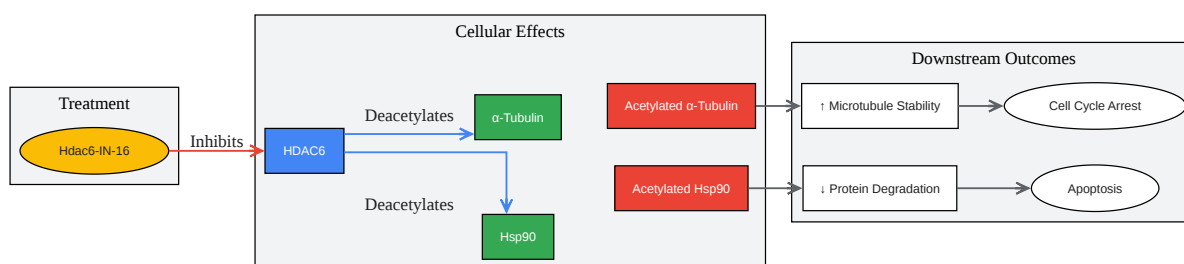 Treatment
Hdac6-IN-16
Inhibits
Cellular Effects
HDAC6
Deacetylates
α-Tubulin
Deacetylates
Hsp90
Acetylated α-Tubulin
Acetylated Hsp90
Downstream Outcomes
↑ Microtubule Stability
Cell Cycle Arrest
↓ Protein Degradation
Apoptosis